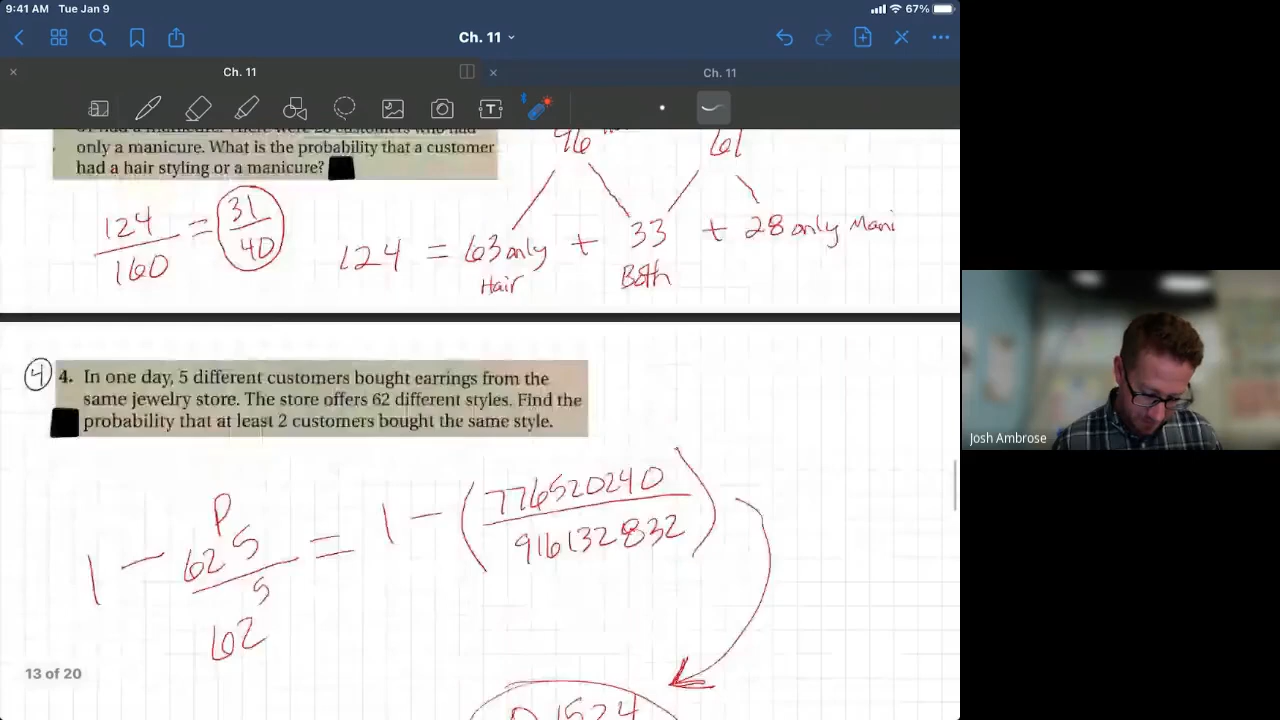 9:41 AM Tue Jan 9
67%
Ch. 11
Ch. 11
Ch. 11
only a manicure. What is the probability that a customer
had a hair styling or a manicure?
96
61
124/160 = 31/40
124 = 63 only Hair + 33 Both + 28 only Mani
4
4. In one day, 5 different customers bought earrings from the
same jewelry store. The store offers 62 different styles. Find the
probability that at least 2 customers bought the same style.
1 - 62 P 5 / 62^5 = 1 - (776520240 / 916132832)
0.1524
13 of 20
Josh Ambrose